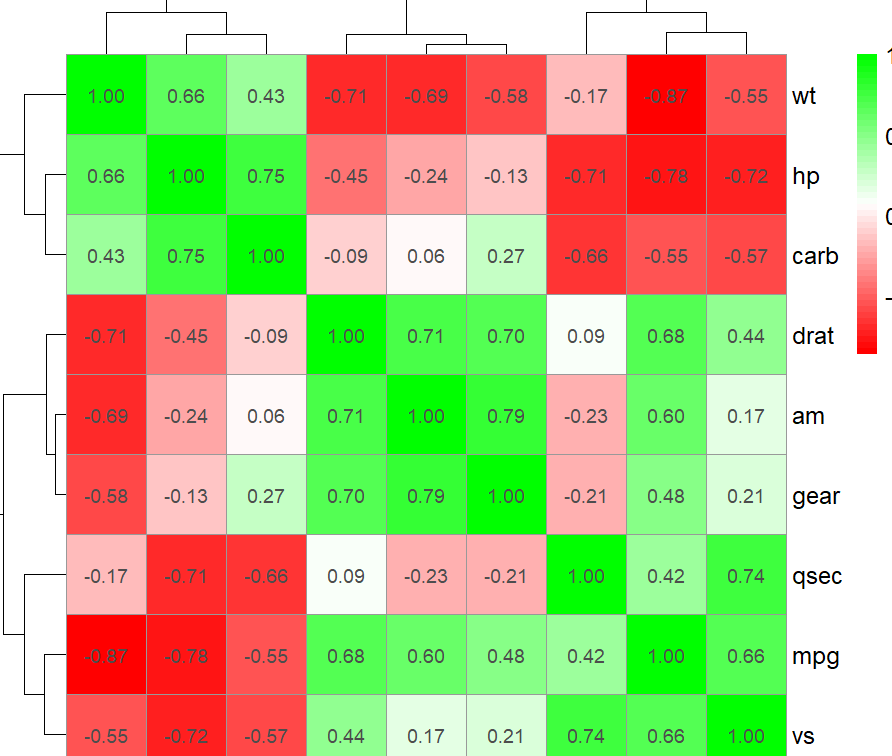 1.00 0.66 0.43 -0.71 -0.69 -0.58 -0.17 -0.87 -0.55 wt
0.66 1.00 0.75 -0.45 -0.24 -0.13 -0.71 -0.78 -0.72 hp
0.43 0.75 1.00 -0.09 0.06 0.27 -0.66 -0.55 -0.57 carb
-0.71 -0.45 -0.09 1.00 0.71 0.70 0.09 0.68 0.44 drat
-0.69 -0.24 0.06 0.71 1.00 0.79 -0.23 0.60 0.17 am
-0.58 -0.13 0.27 0.70 0.79 1.00 -0.21 0.48 0.21 gear
-0.17 -0.71 -0.66 0.09 -0.23 -0.21 1.00 0.42 0.74 qsec
-0.87 -0.78 -0.55 0.68 0.60 0.48 0.42 1.00 0.66 mpg
-0.55 -0.72 -0.57 0.44 0.17 0.21 0.74 0.66 1.00 vs